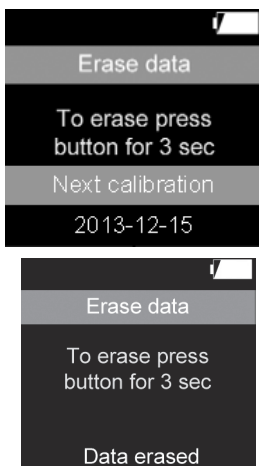 Erase data
To erase press
button for 3 sec
Next calibration
2013-12-15
Erase data
To erase press
button for 3 sec
Data erased